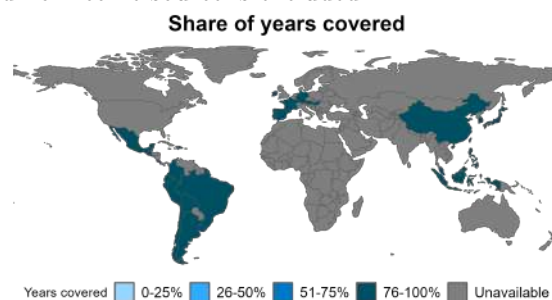 Share of years covered
Years covered 0-25% 26-50% 51-75% 76-100% Unavailable